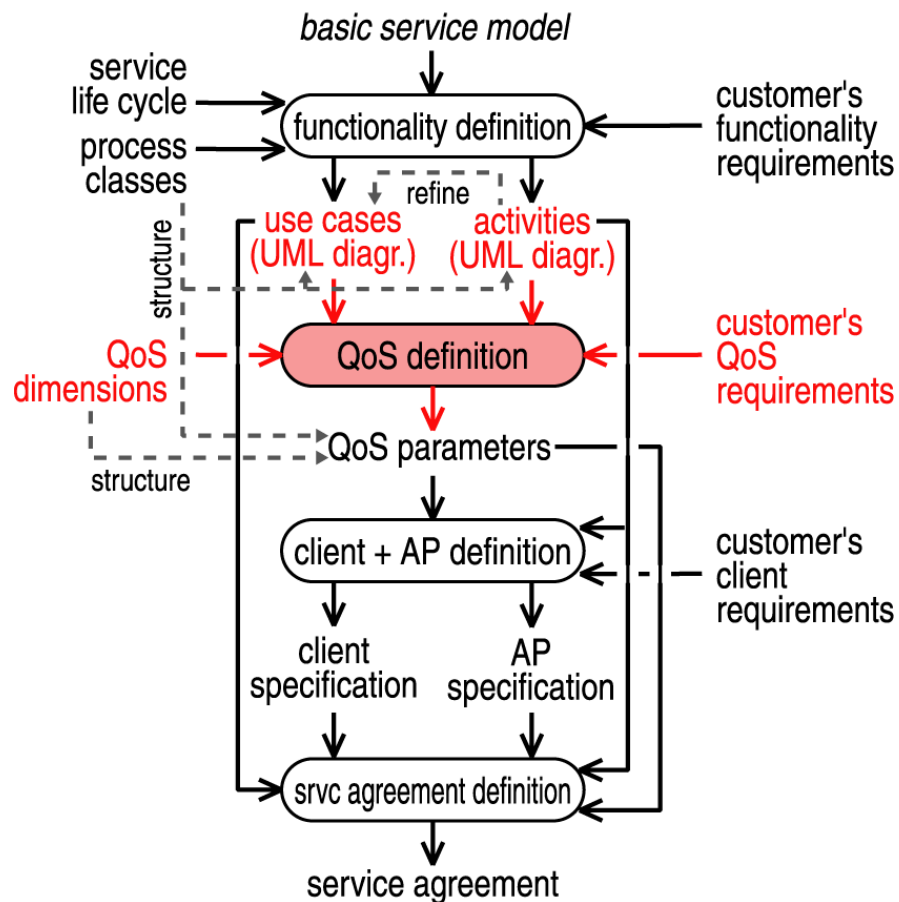 basic service model
service
life cycle
process
classes
functionality definition
customer's
functionality
requirements
refine
structure
use cases
(UML diagr.)
activities
(UML diagr.)
QoS
dimensions
QoS definition
customer's
QoS
requirements
structure
QoS parameters
client + AP definition
customer's
client
requirements
client
specification
AP
specification
srvc agreement definition
service agreement